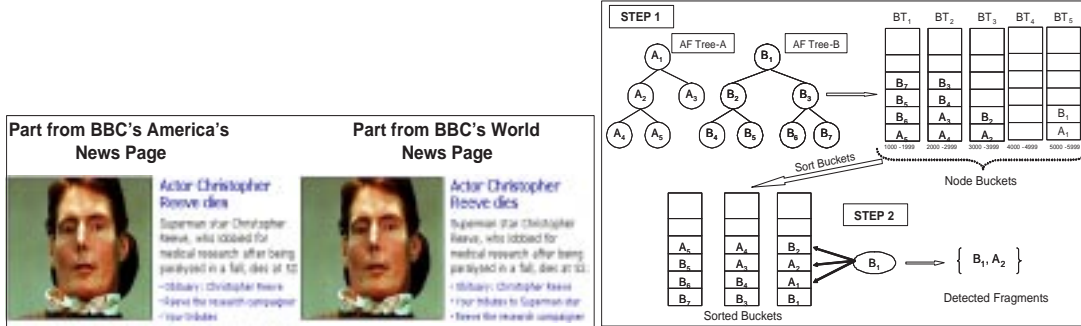 Part from BBC's America's
News Page
Part from BBC's World
News Page
Actor Christopher
Reeve dies
Superman star Christopher
Reeve, who lobbied for
medical research after being
paralyzed in a fall, dies at 52.
Obituary: Christopher Reeve
Reeve the research campaigner
Your tributes
Actor Christopher
Reeve dies
Superman star Christopher
Reeve, who lobbied for
medical research after being
paralyzed in a fall, dies at 52.
Obituary: Christopher Reeve
Your tributes to Superman star
Reeve the research campaigner
STEP 1
AF Tree-A
AF Tree-B
A1
A2 A3
A4 A5
B1
B2 B3
B4 B5 B6 B7
BT1 BT2 BT3 BT4 BT5
B7 B3
B5 B4
B6 A3 B2 B1
A5 A4 A2 A1
1000 -1999 2000 -2999 3000 -3999 4000 -4999 5000 -5999
Node Buckets
Sort Buckets
STEP 2
A5 A4 B2
B5 A3 A2
B6 B4 A1
B7 B3 B1
Sorted Buckets
B1
{ B1, A2 }
Detected Fragments